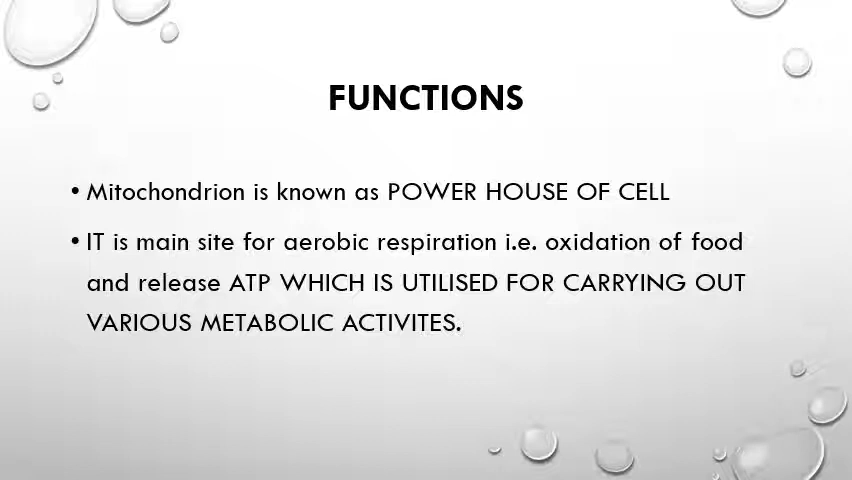 FUNCTIONS
• Mitochondrion is known as POWER HOUSE OF CELL
• IT is main site for aerobic respiration i.e. oxidation of food
and release ATP WHICH IS UTILISED FOR CARRYING OUT
VARIOUS METABOLIC ACTIVITES.